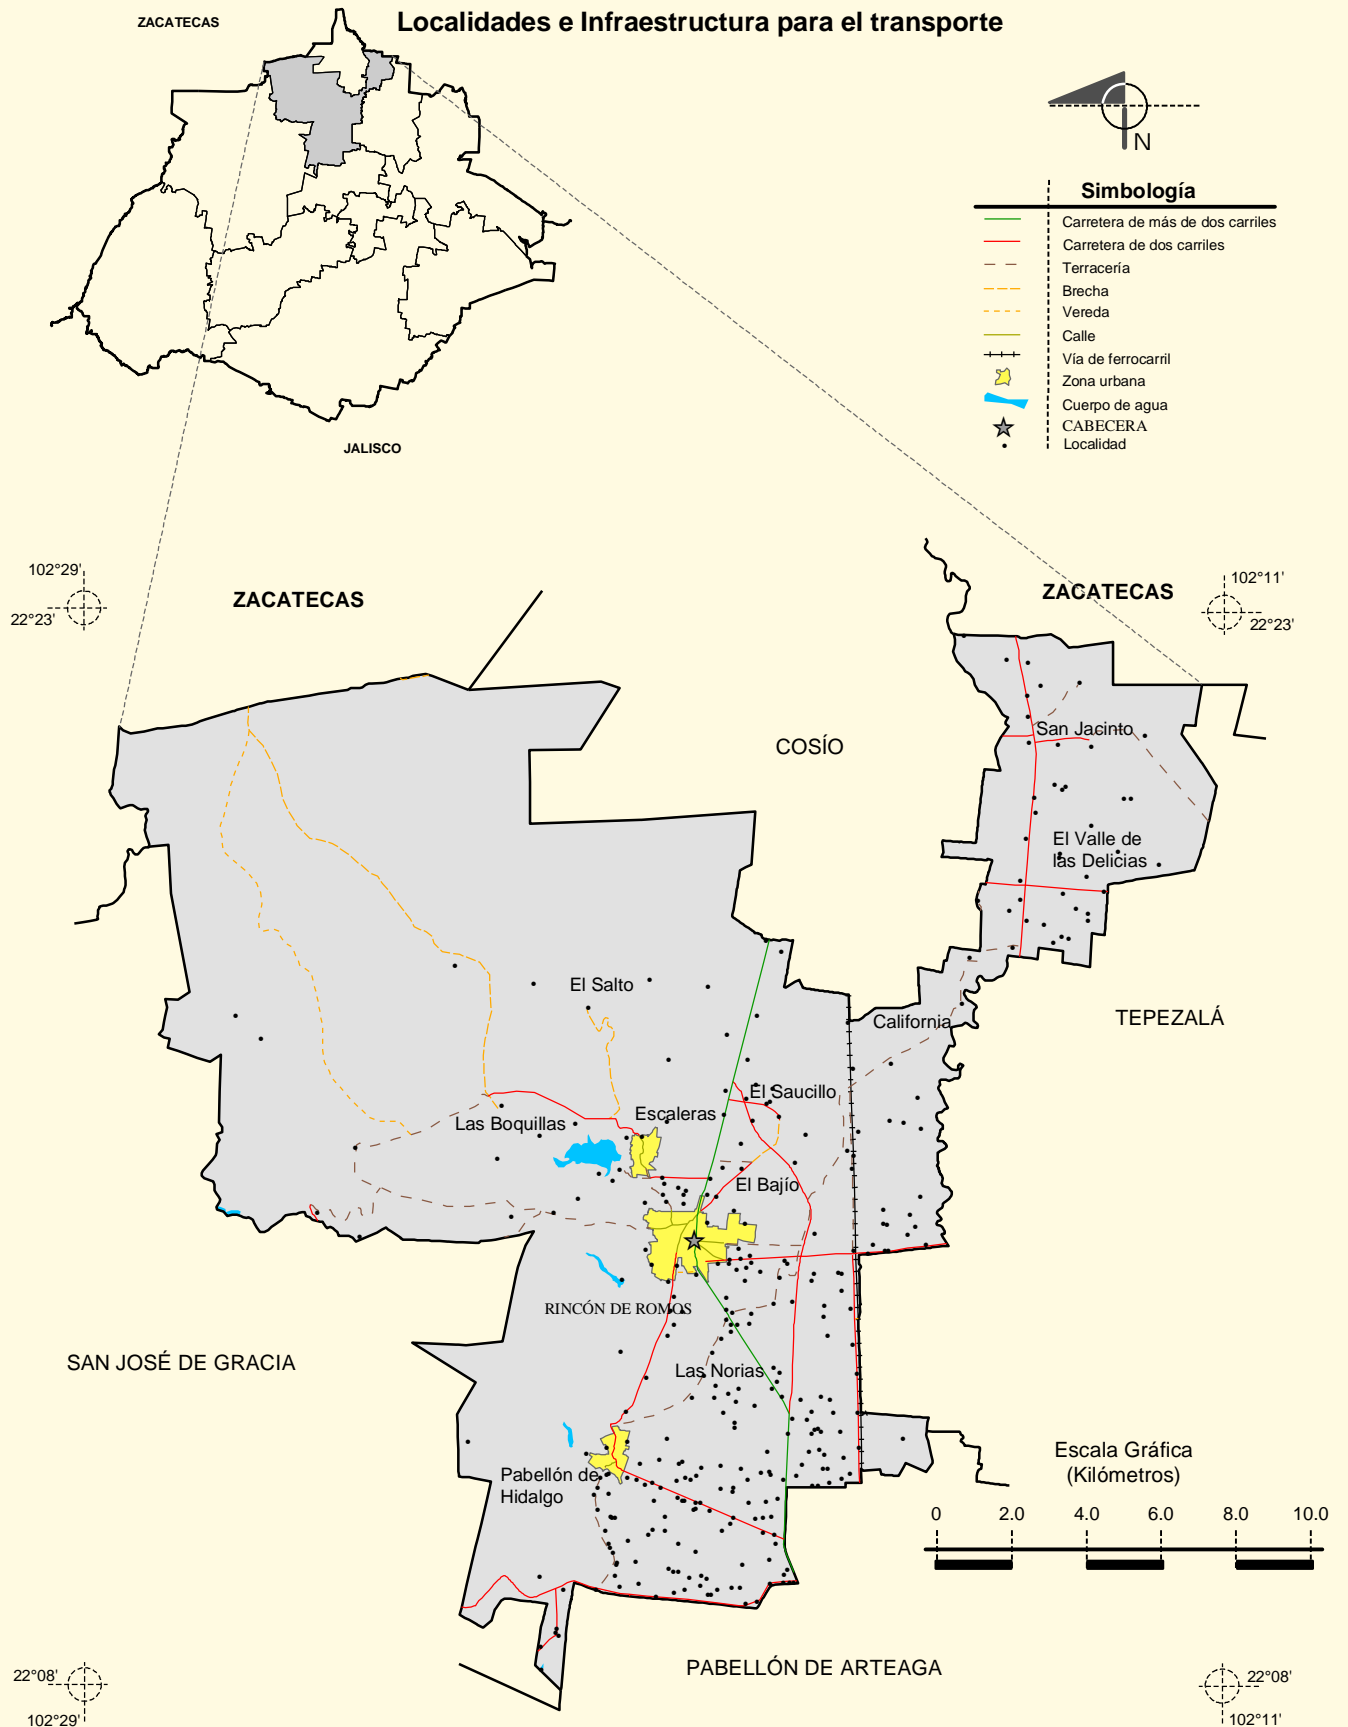 Localidades e Infraestructura para el transporte
ZACATECAS
JALISCO
N
Simbología
Carretera de más de dos carriles
Carretera de dos carriles
Terracería
Brecha
Vereda
Calle
Vía de ferrocarril
Zona urbana
Cuerpo de agua
CABECERA
Localidad
102°29'
22°23'
ZACATECAS
ZACATECAS
102°11'
22°23'
COSÍO
San Jacinto
El Valle de
las Delicias
El Salto
California
TEPEZALÁ
El Saucillo
Escaleras
Las Boquillas
El Bajío
RINCÓN DE ROMOS
SAN JOSÉ DE GRACIA
Las Norias
Pabellón de
Hidalgo
Escala Gráfica
(Kilómetros)
0 2.0 4.0 6.0 8.0 10.0
PABELLÓN DE ARTEAGA
22°08'
102°29'
22°08'
102°11'